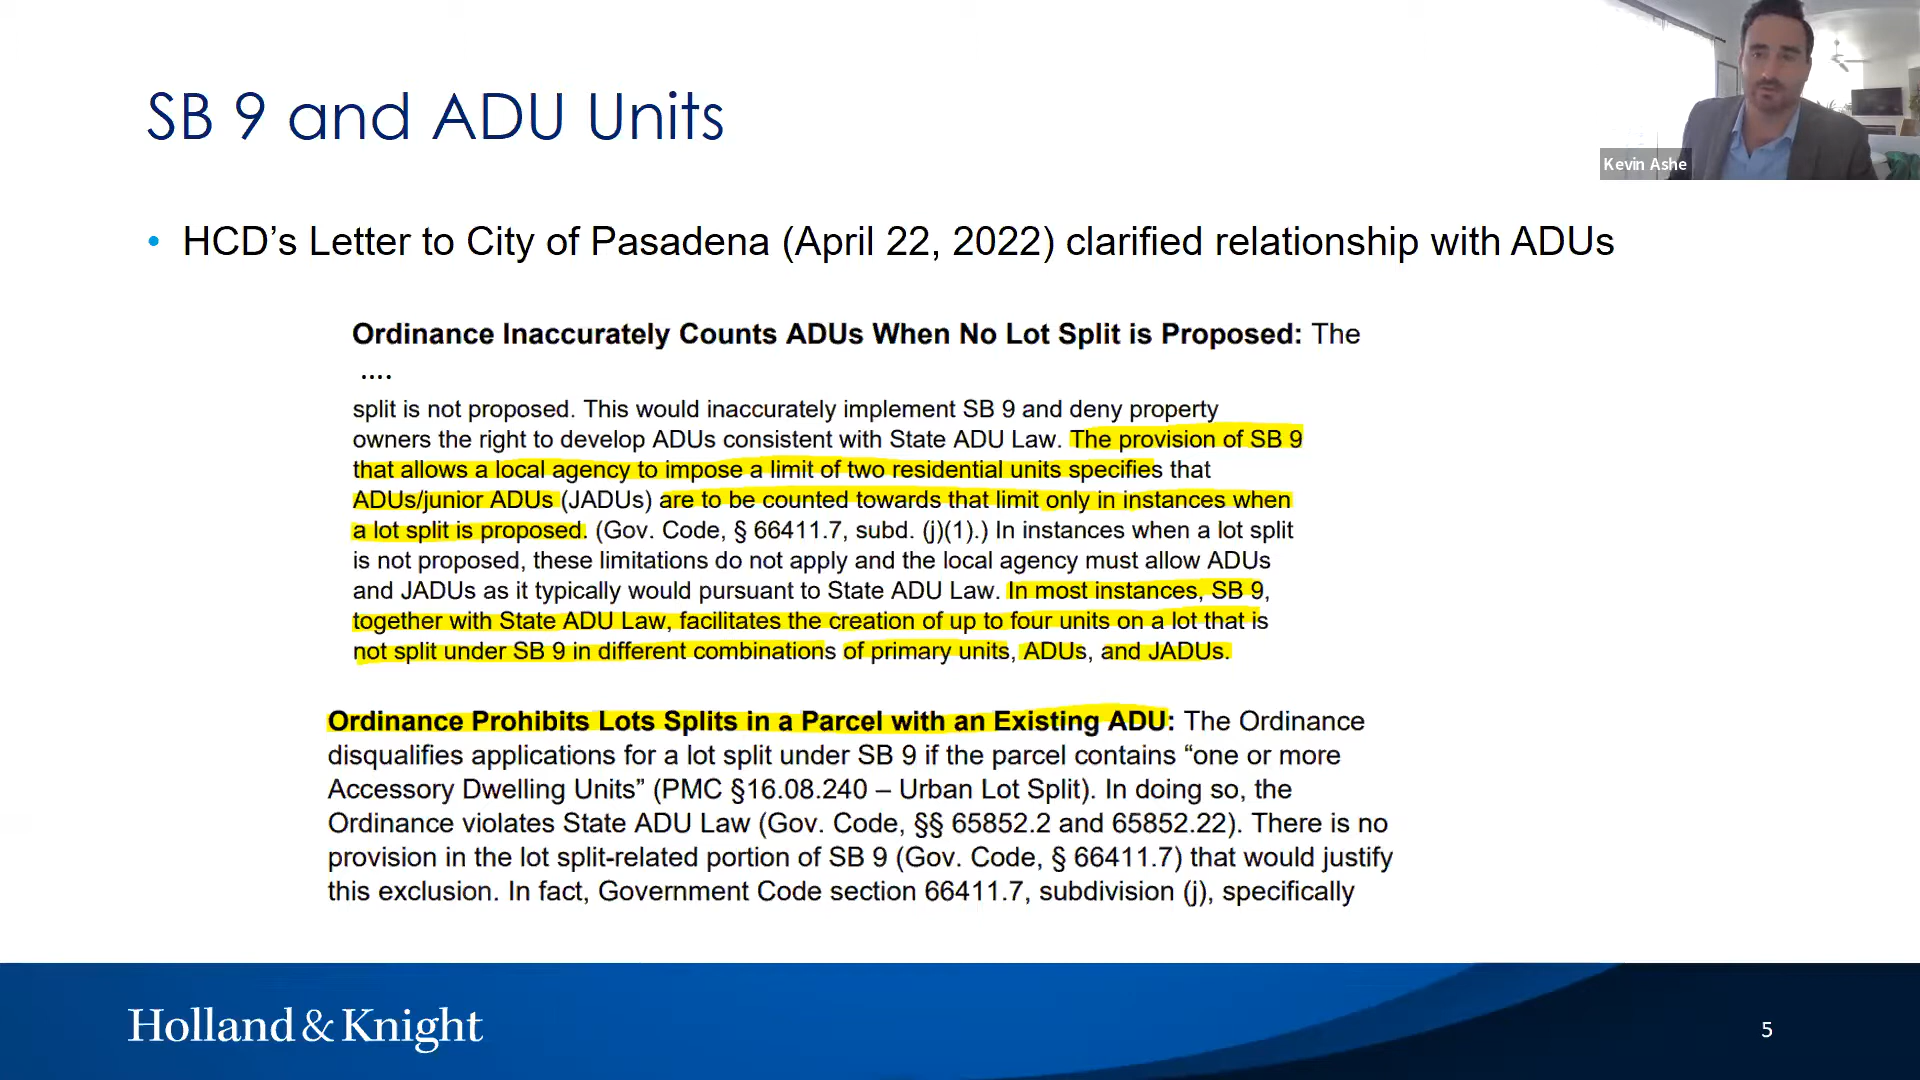 SB 9 and ADU Units
Kevin Ashe
• HCD’s Letter to City of Pasadena (April 22, 2022) clarified relationship with ADUs
Ordinance Inaccurately Counts ADUs When No Lot Split is Proposed: The
....
split is not proposed. This would inaccurately implement SB 9 and deny property
owners the right to develop ADUs consistent with State ADU Law. The provision of SB 9
that allows a local agency to impose a limit of two residential units specifies that
ADUs/junior ADUs (JADUs) are to be counted towards that limit only in instances when
a lot split is proposed. (Gov. Code, § 66411.7, subd. (j)(1).) In instances when a lot split
is not proposed, these limitations do not apply and the local agency must allow ADUs
and JADUs as it typically would pursuant to State ADU Law. In most instances, SB 9,
together with State ADU Law, facilitates the creation of up to four units on a lot that is
not split under SB 9 in different combinations of primary units, ADUs, and JADUs.
Ordinance Prohibits Lots Splits in a Parcel with an Existing ADU: The Ordinance
disqualifies applications for a lot split under SB 9 if the parcel contains “one or more
Accessory Dwelling Units” (PMC §16.08.240 – Urban Lot Split). In doing so, the
Ordinance violates State ADU Law (Gov. Code, §§ 65852.2 and 65852.22). There is no
provision in the lot split-related portion of SB 9 (Gov. Code, § 66411.7) that would justify
this exclusion. In fact, Government Code section 66411.7, subdivision (j), specifically
Holland & Knight
5